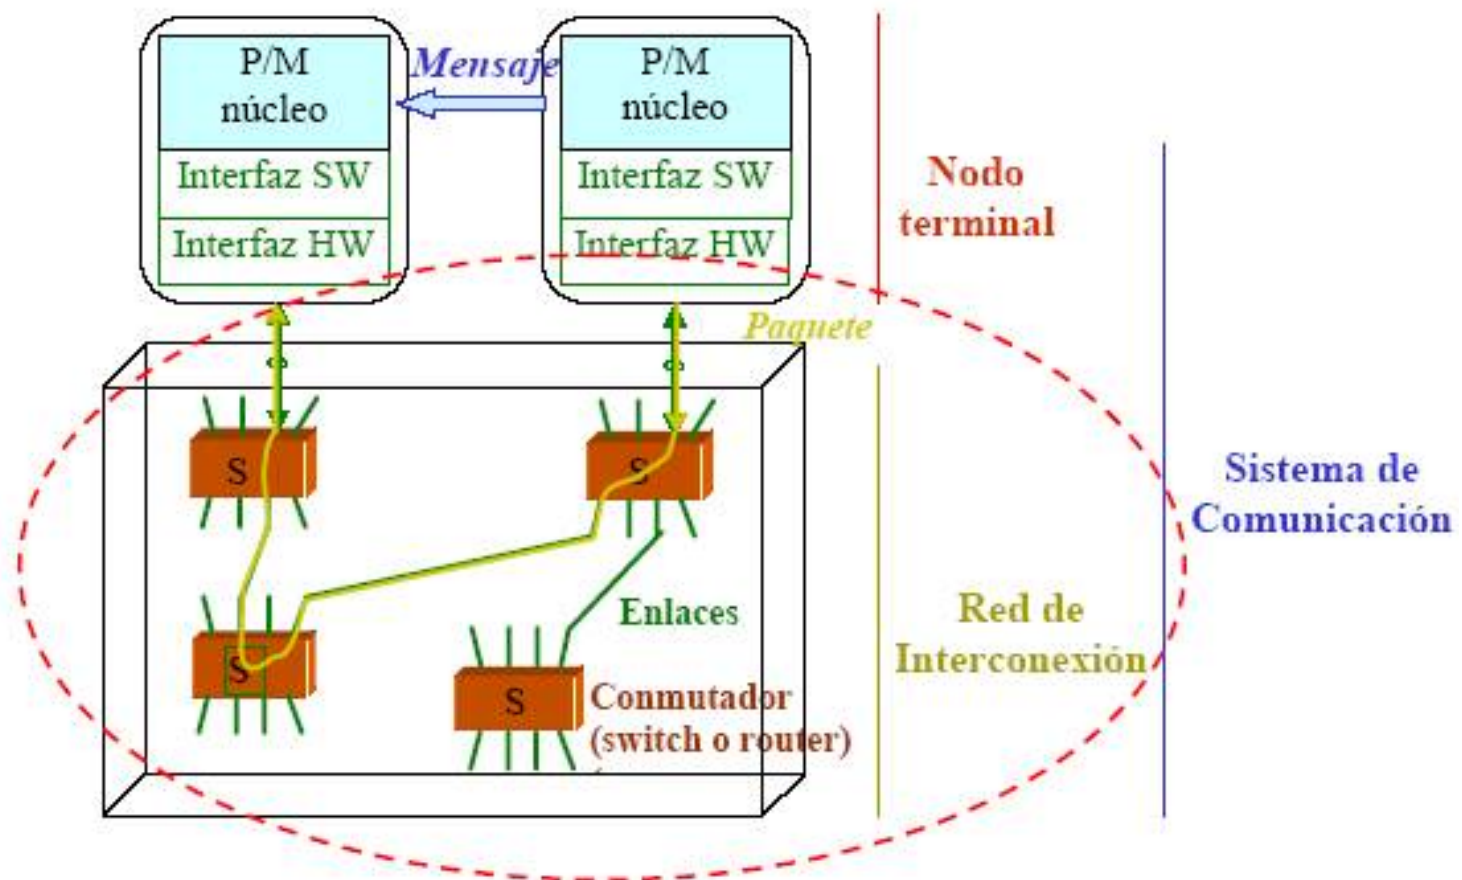 P/M
núcleo
Interfaz SW
Interfaz HW
Mensaje
P/M
núcleo
Interfaz SW
Interfaz HW
Nodo
terminal
Paquete
S
S
S
S
Enlaces
Conmutador
(switch o router)
Red de
Interconexión
Sistema de
Comunicación